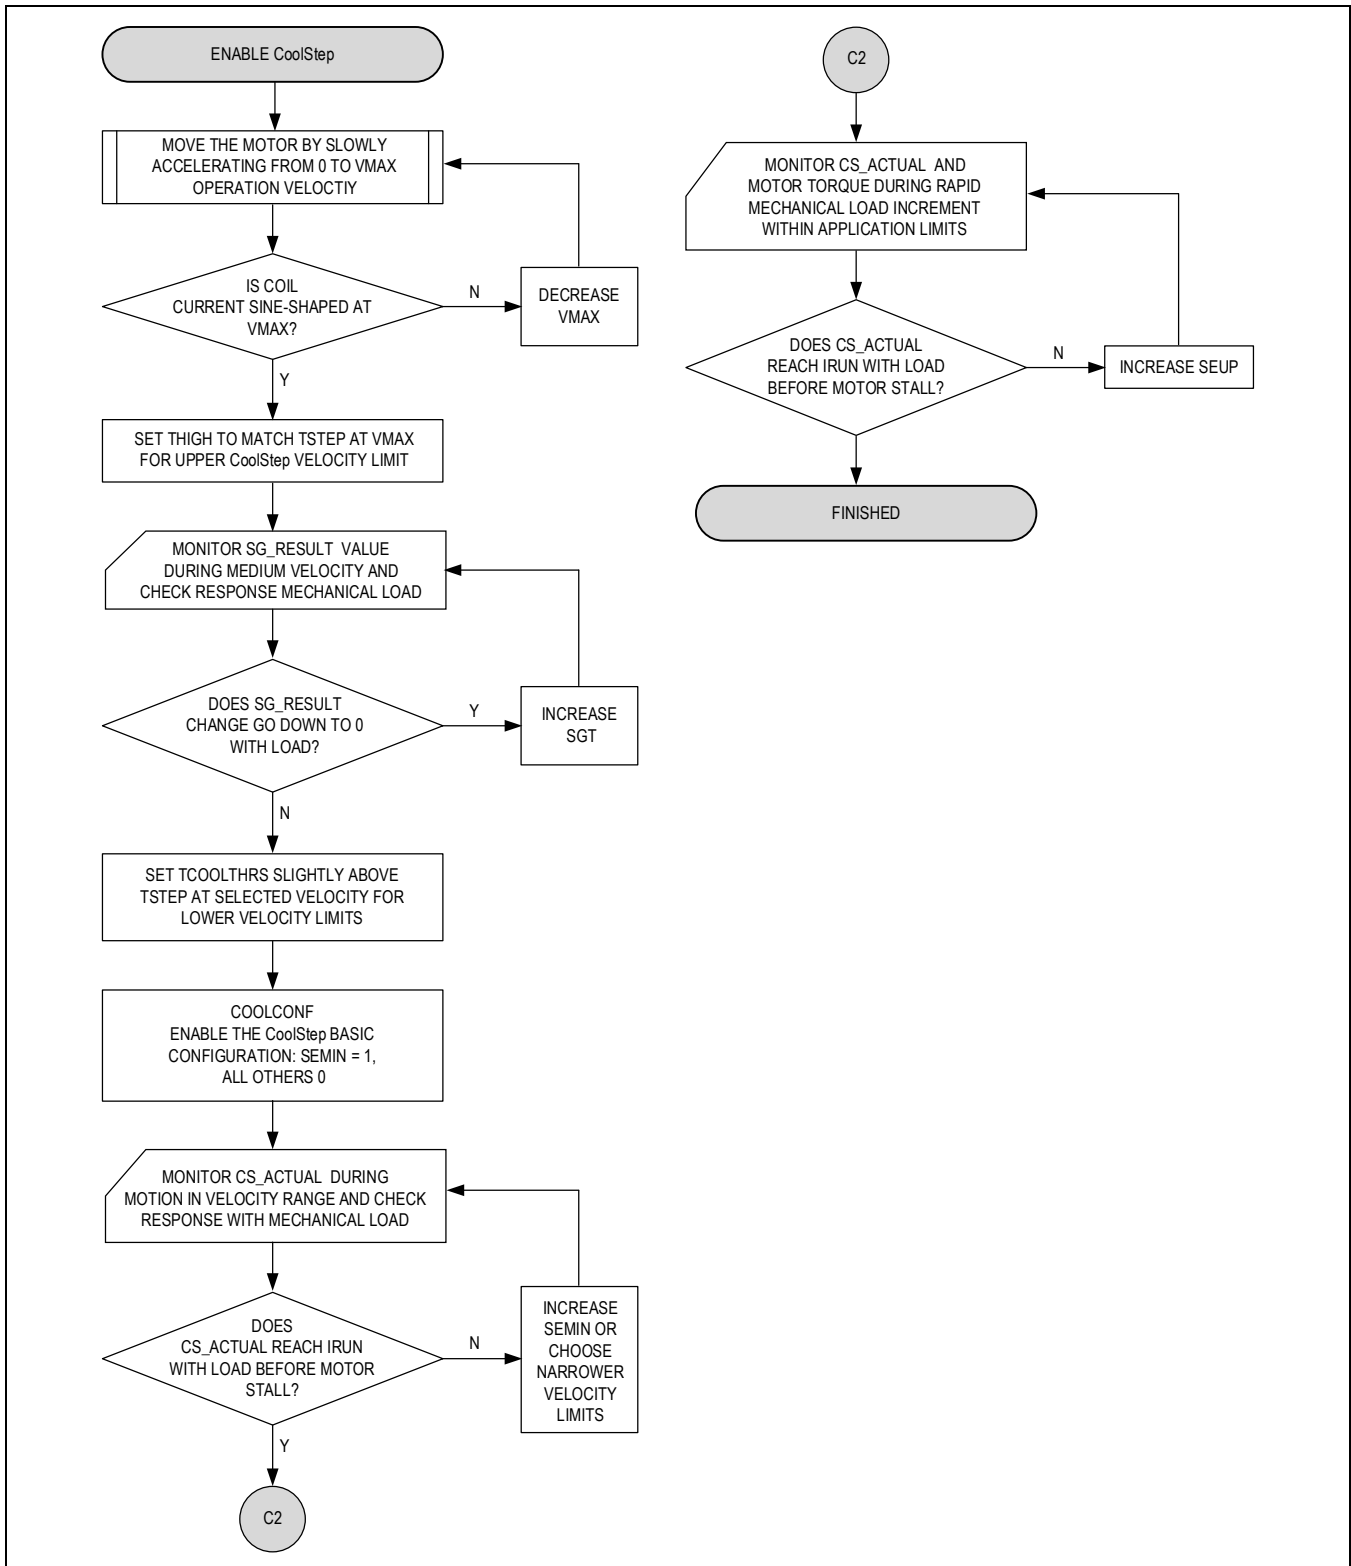 ENABLE CoolStep
MOVE THE MOTOR BY SLOWLY
ACCELERATING FROM 0 TO VMAX
OPERATION VELOCTIY
IS COIL
CURRENT SINE-SHAPED AT
VMAX?
N
DECREASE
VMAX
Y
SET THIGH TO MATCH TSTEP AT VMAX
FOR UPPER CoolStep VELOCITY LIMIT
MONITOR SG_RESULT VALUE
DURING MEDIUM VELOCITY AND
CHECK RESPONSE MECHANICAL LOAD
DOES SG_RESULT
CHANGE GO DOWN TO 0
WITH LOAD?
Y
INCREASE
SGT
N
SET TCOOLTHRS SLIGHTLY ABOVE
TSTEP AT SELECTED VELOCITY FOR
LOWER VELOCITY LIMITS
COOLCONF
ENABLE THE CoolStep BASIC
CONFIGURATION: SEMIN = 1,
ALL OTHERS 0
MONITOR CS_ACTUAL DURING
MOTION IN VELOCITY RANGE AND CHECK
RESPONSE WITH MECHANICAL LOAD
DOES
CS_ACTUAL REACH IRUN
WITH LOAD BEFORE MOTOR
STALL?
N
INCREASE
SEMIN OR
CHOOSE
NARROWER
VELOCITY
LIMITS
Y
C2
C2
MONITOR CS_ACTUAL AND
MOTOR TORQUE DURING RAPID
MECHANICAL LOAD INCREMENT
WITHIN APPLICATION LIMITS
DOES CS_ACTUAL
REACH IRUN WITH LOAD
BEFORE MOTOR STALL?
N
INCREASE SEUP
FINISHED